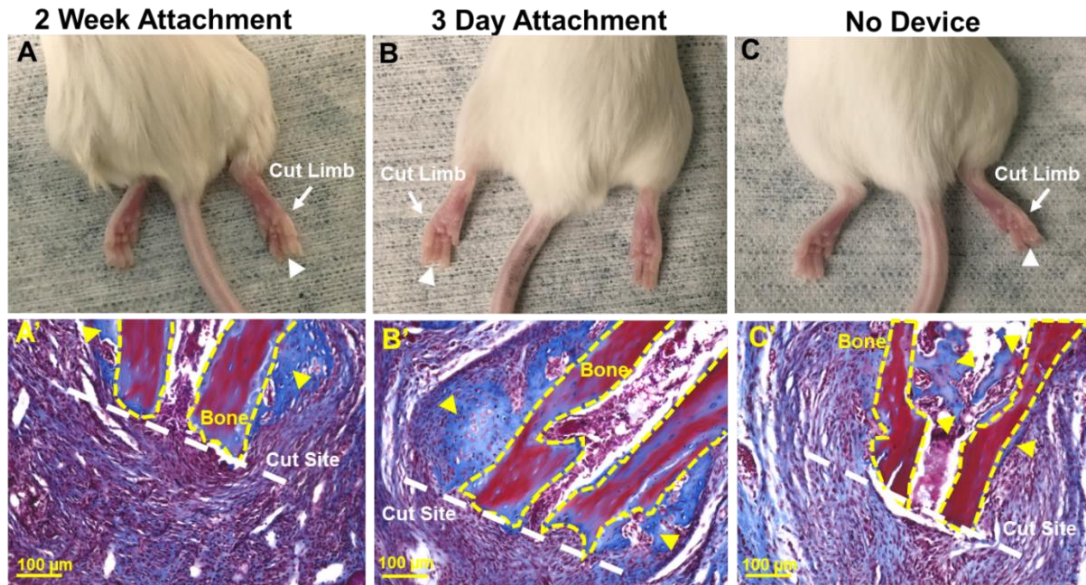 2 Week Attachment
3 Day Attachment
No Device
A
Cut Limb
B
Cut Limb
C
Cut Limb
A'
Bone
Cut Site
100 µm
B'
Bone
Cut Site
100 µm
C'
Bone
Cut Site
100 µm